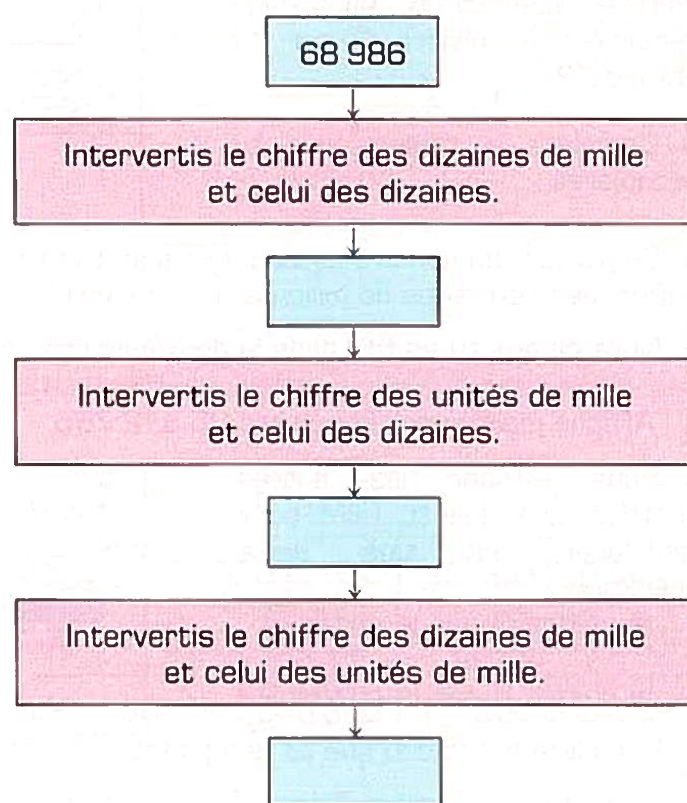 68 986
Intervertis le chiffre des dizaines de mille
et celui des dizaines.
Intervertis le chiffre des unités de mille
et celui des dizaines.
Intervertis le chiffre des dizaines de mille
et celui des unités de mille.